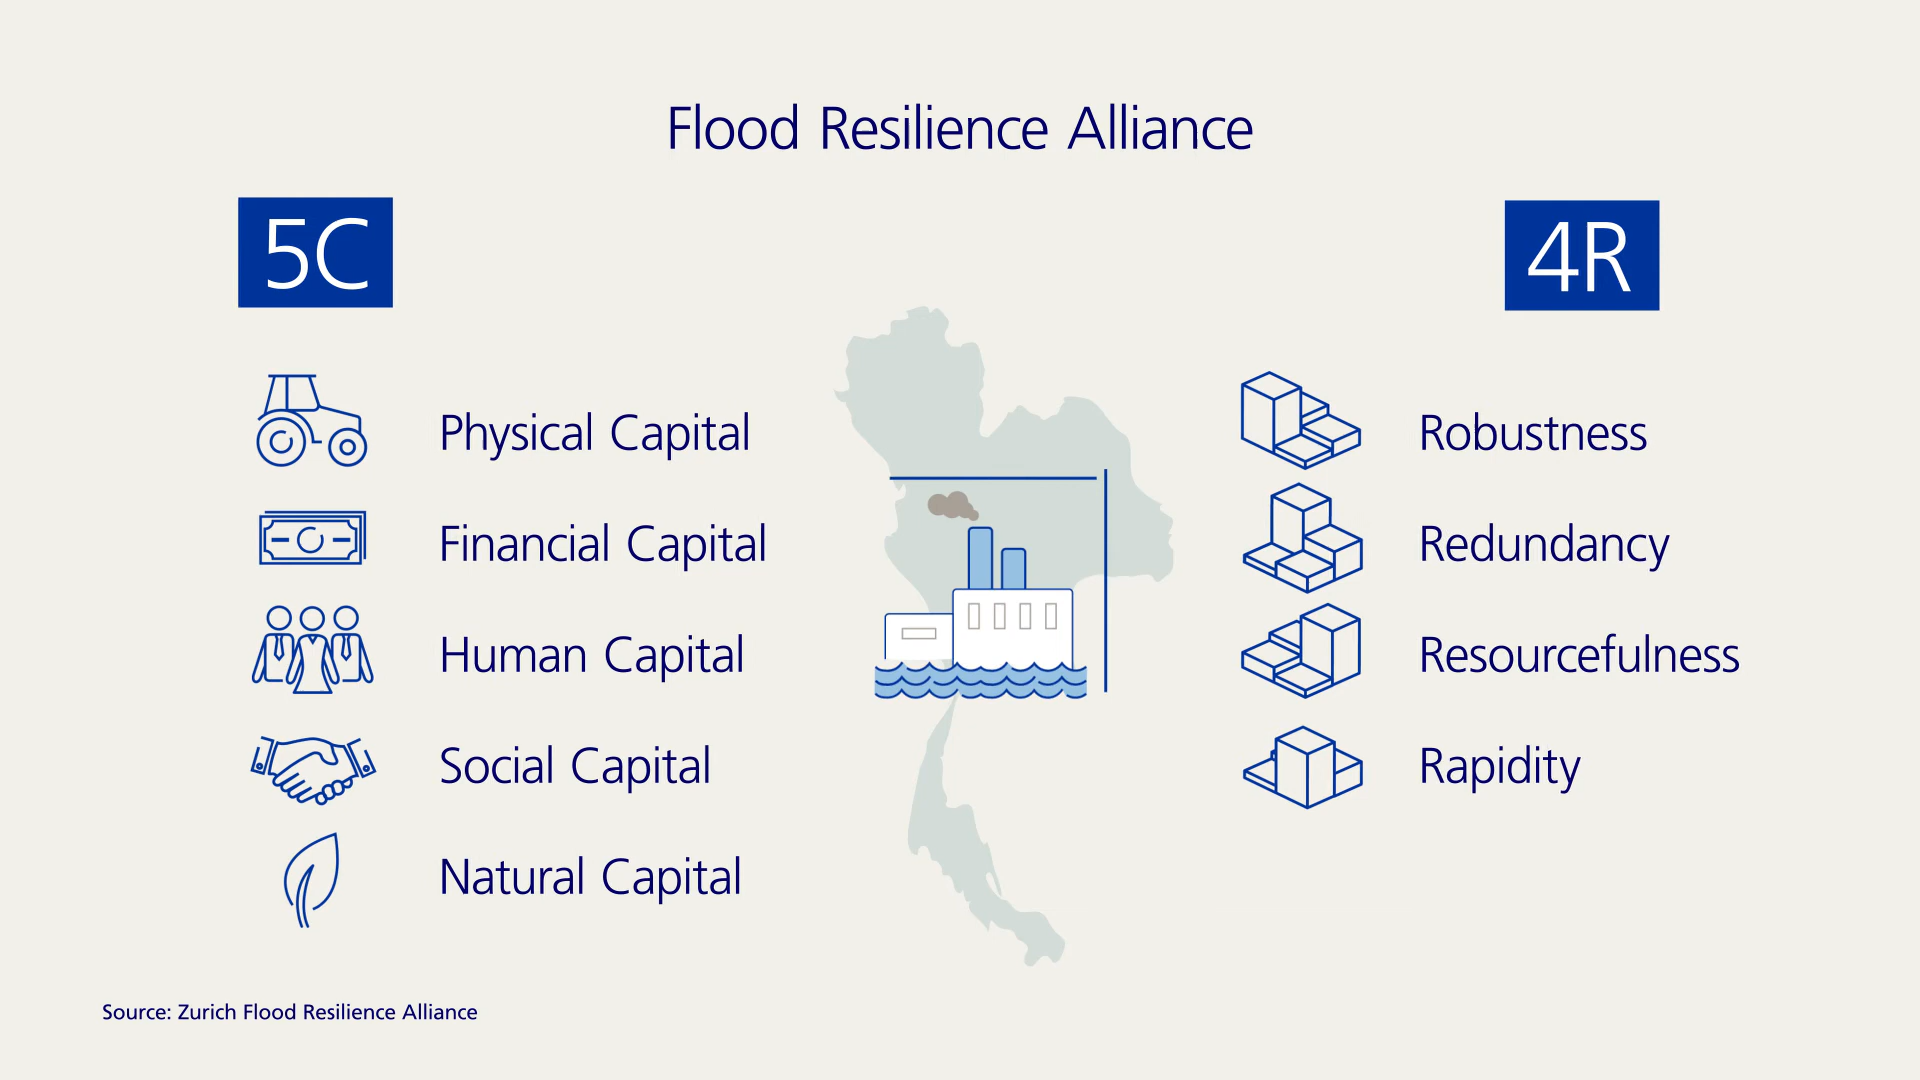 Flood Resilience Alliance
5C
Physical Capital
Financial Capital
Human Capital
Social Capital
Natural Capital
4R
Robustness
Redundancy
Resourcefulness
Rapidity
Source: Zurich Flood Resilience Alliance